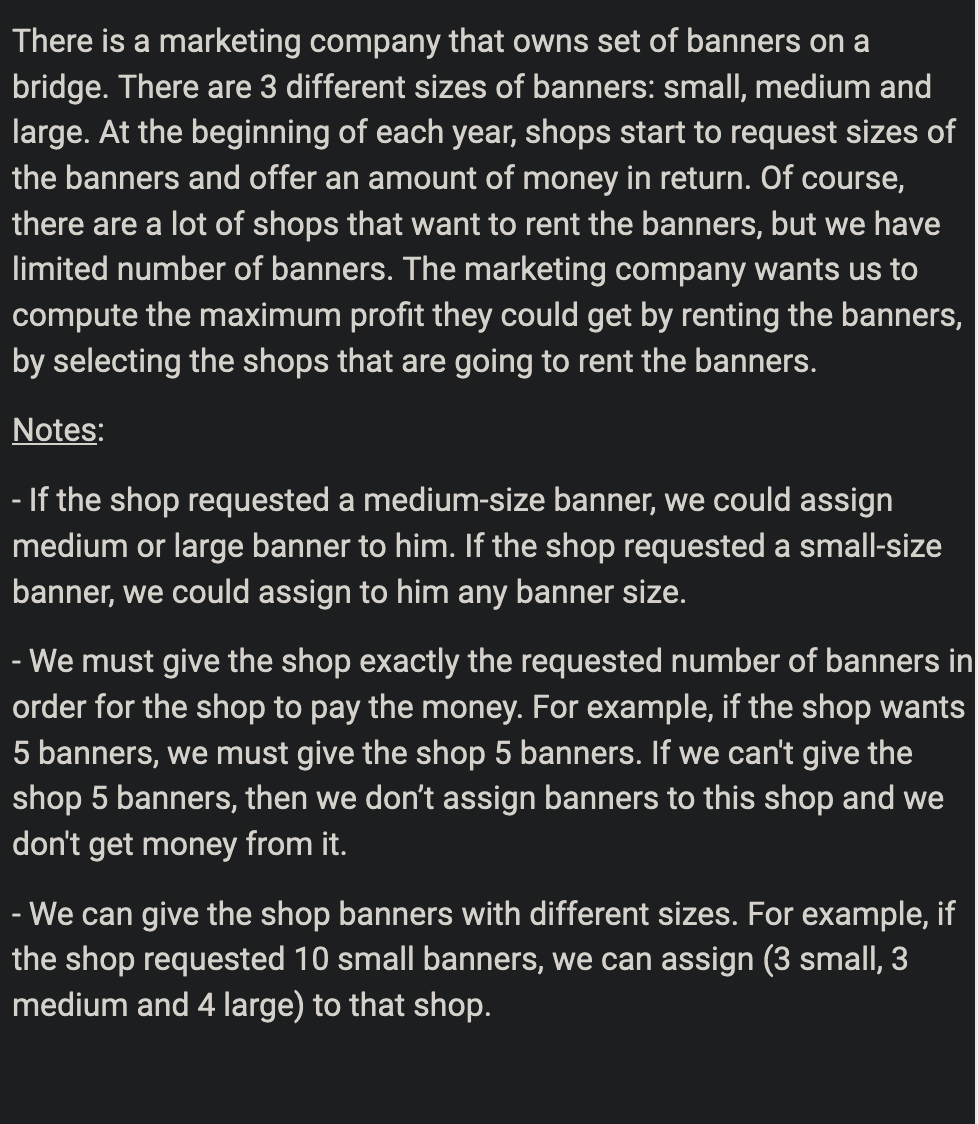 There is a marketing company that owns set of banners on a
bridge. There are 3 different sizes of banners: small, medium and
large. At the beginning of each year, shops start to request sizes of
the banners and offer an amount of money in return. Of course,
there are a lot of shops that want to rent the banners, but we have
limited number of banners. The marketing company wants us to
compute the maximum profit they could get by renting the banners,
by selecting the shops that are going to rent the banners.
Notes:
- If the shop requested a medium-size banner, we could assign
medium or large banner to him. If the shop requested a small-size
banner, we could assign to him any banner size.
- We must give the shop exactly the requested number of banners in
order for the shop to pay the money. For example, if the shop wants
5 banners, we must give the shop 5 banners. If we can't give the
shop 5 banners, then we don’t assign banners to this shop and we
don't get money from it.
- We can give the shop banners with different sizes. For example, if
the shop requested 10 small banners, we can assign (3 small, 3
medium and 4 large) to that shop.